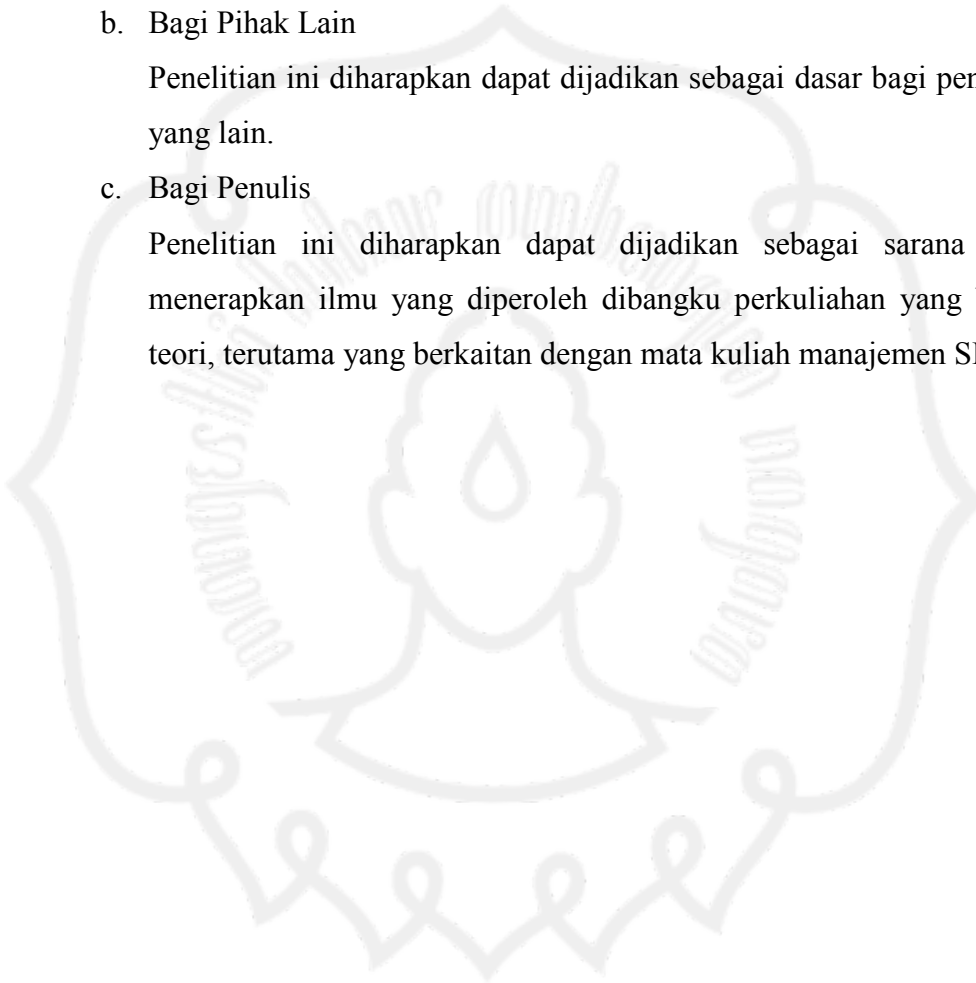 b. Bagi Pihak Lain
Penelitian ini diharapkan dapat dijadikan sebagai dasar bagi
yang lain.
c. Bagi Penulis
Penelitian ini diharapkan dapat dijadikan sebagai sarana
menerapkan ilmu yang diperoleh dibangku perkuliahan yang
teori, terutama yang berkaitan dengan mata kuliah manajemen